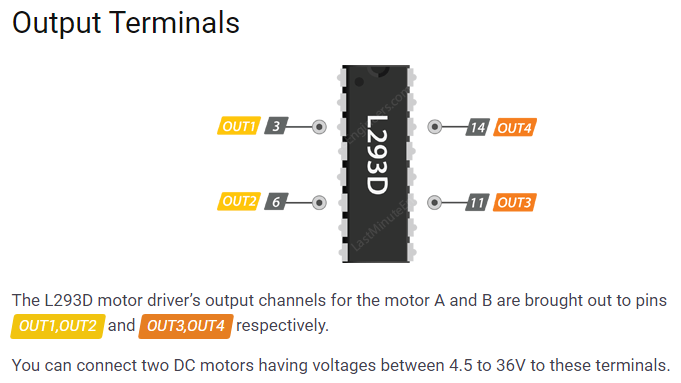 Output Terminals
OUT1 3
14 OUT4
L293D
OUT2 6
11 OUT3
LastMinuteEngineers.com
The L293D motor driver’s output channels for the motor A and B are brought out to pins
OUT1,OUT2 and OUT3,OUT4 respectively.
You can connect two DC motors having voltages between 4.5 to 36V to these terminals.